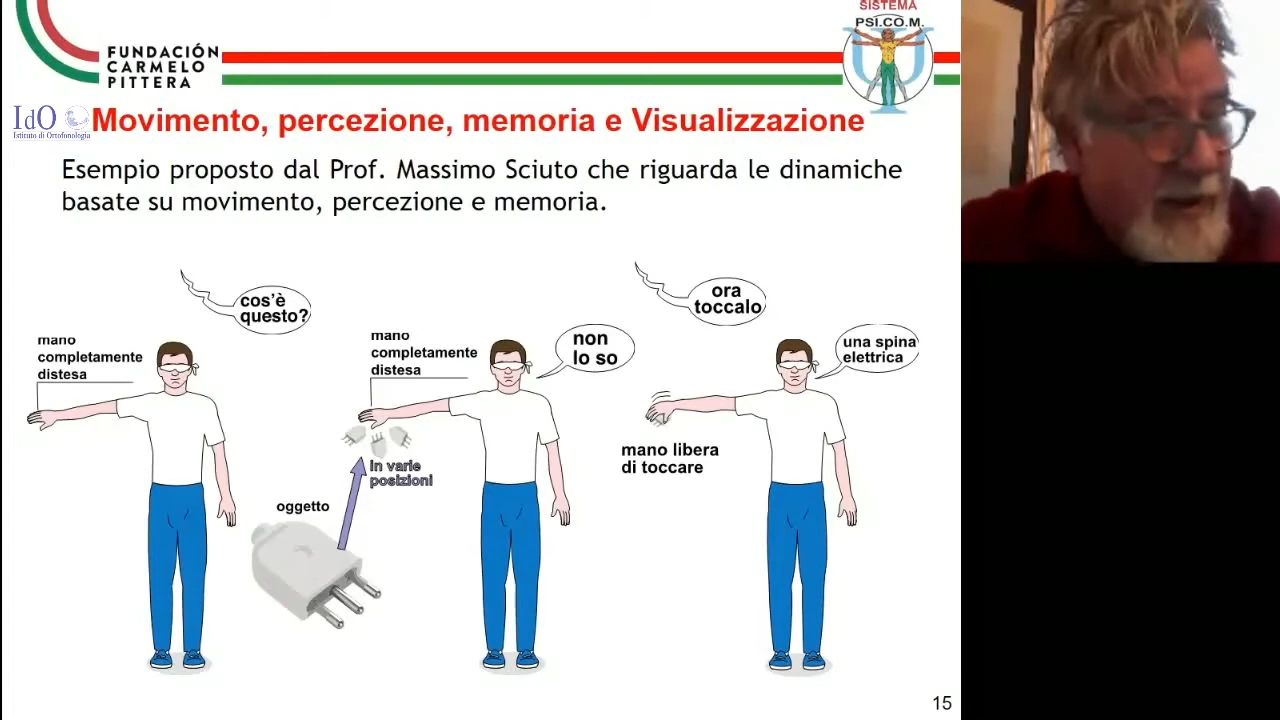 SISTEMA
PSI.CO.M.
FUNDACIÓN
CARMELO
PITTERA
IdO
Istituto di Ortofonologia
Movimento, percezione, memoria e Visualizzazione
Esempio proposto dal Prof. Massimo Sciuto che riguarda le dinamiche
basate su movimento, percezione e memoria.
cos'è
questo?
mano
completamente
distesa
mano
completamente
distesa
non
lo so
ora
toccalo
una spina
elettrica
in varie
posizioni
oggetto
mano libera
di toccare
15